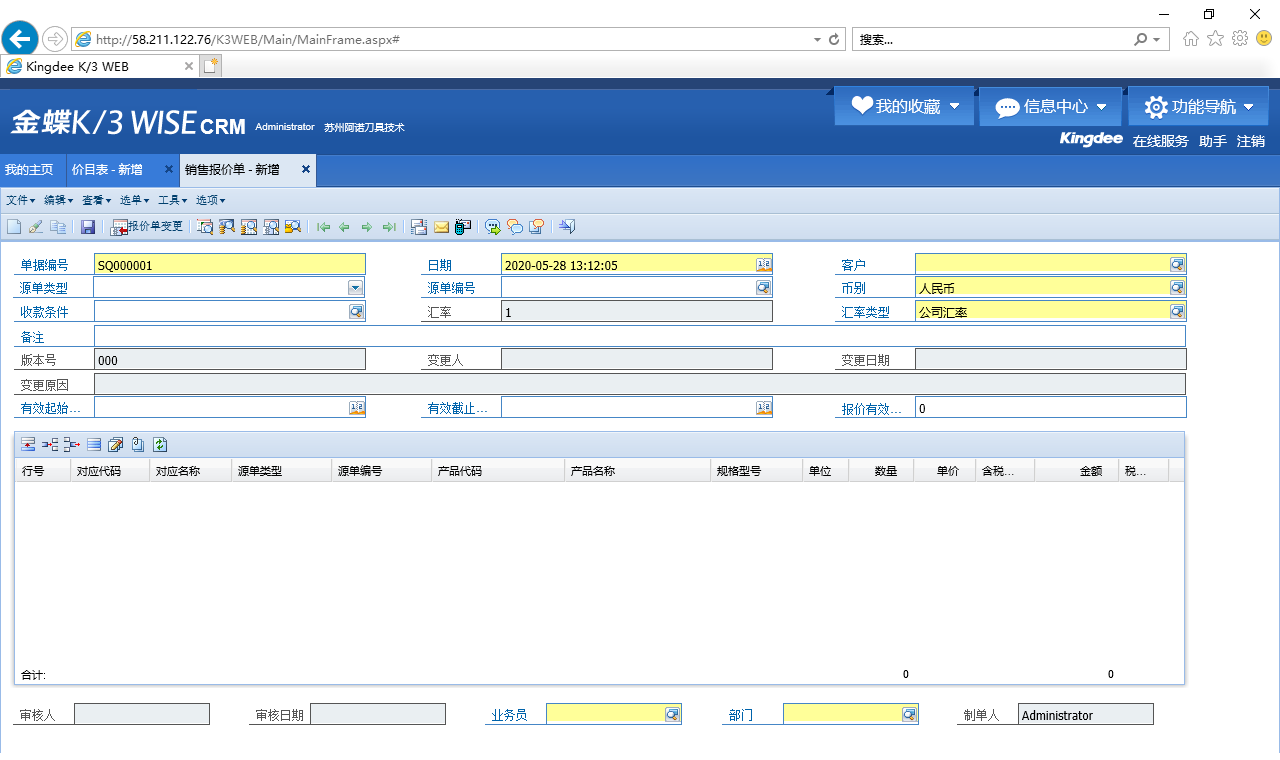 http://58.211.122.76/K3WEB/Main/MainFrame.aspx#
搜索...
Kingdee K/3 WEB
金蝶K/3 WISE CRM Administrator 苏州阿诺刀具技术
我的收藏 信息中心 功能导航
Kingdee 在线服务 助手 注销
我的主页 价目表 - 新增 销售报价单 - 新增
文件 编辑 查看 选单 工具 选项
报价单变更
单据编号 SQ000001 日期 2020-05-28 13:12:05 客户
源单类型 源单编号 币别 人民币
收款条件 汇率 1 汇率类型 公司汇率
备注
版本号 000 变更人 变更日期
变更原因
有效起始... 有效截止... 报价有效... 0
行号 对应代码 对应名称 源单类型 源单编号 产品代码 产品名称 规格型号 单位 数量 单价 含税... 金额 税...
合计: 0 0
审核人 审核日期 业务员 部门 制单人 Administrator